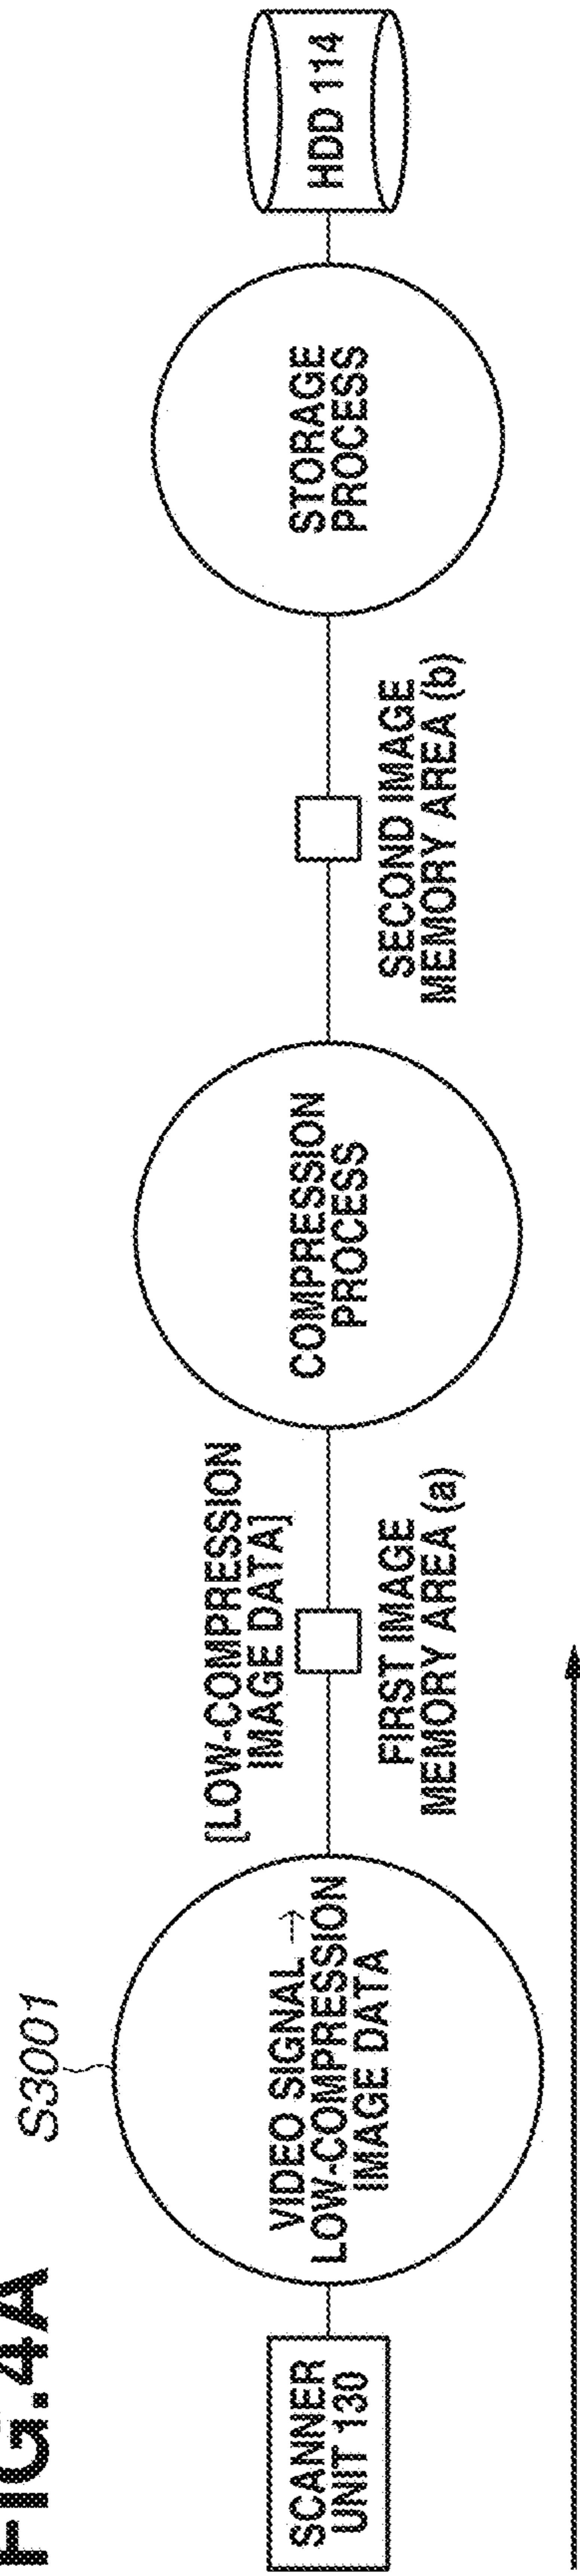 FIG.4A
S3001
SCANNER
UNIT 130
VIDEO SIGNAL →
LOW-COMPRESSION
IMAGE DATA
[LOW-COMPRESSION
IMAGE DATA]
FIRST IMAGE
MEMORY AREA (a)
COMPRESSION
PROCESS
SECOND IMAGE
MEMORY AREA (b)
STORAGE
PROCESS
HDD 114